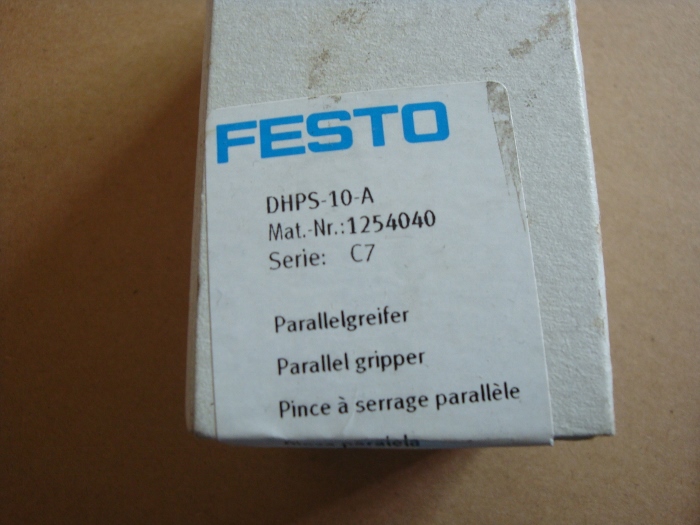 FESTO
DHPS-10-A
Mat.-Nr.:1254040
Serie: C7
Parallelgreifer
Parallel gripper
Pince à serrage parallèle